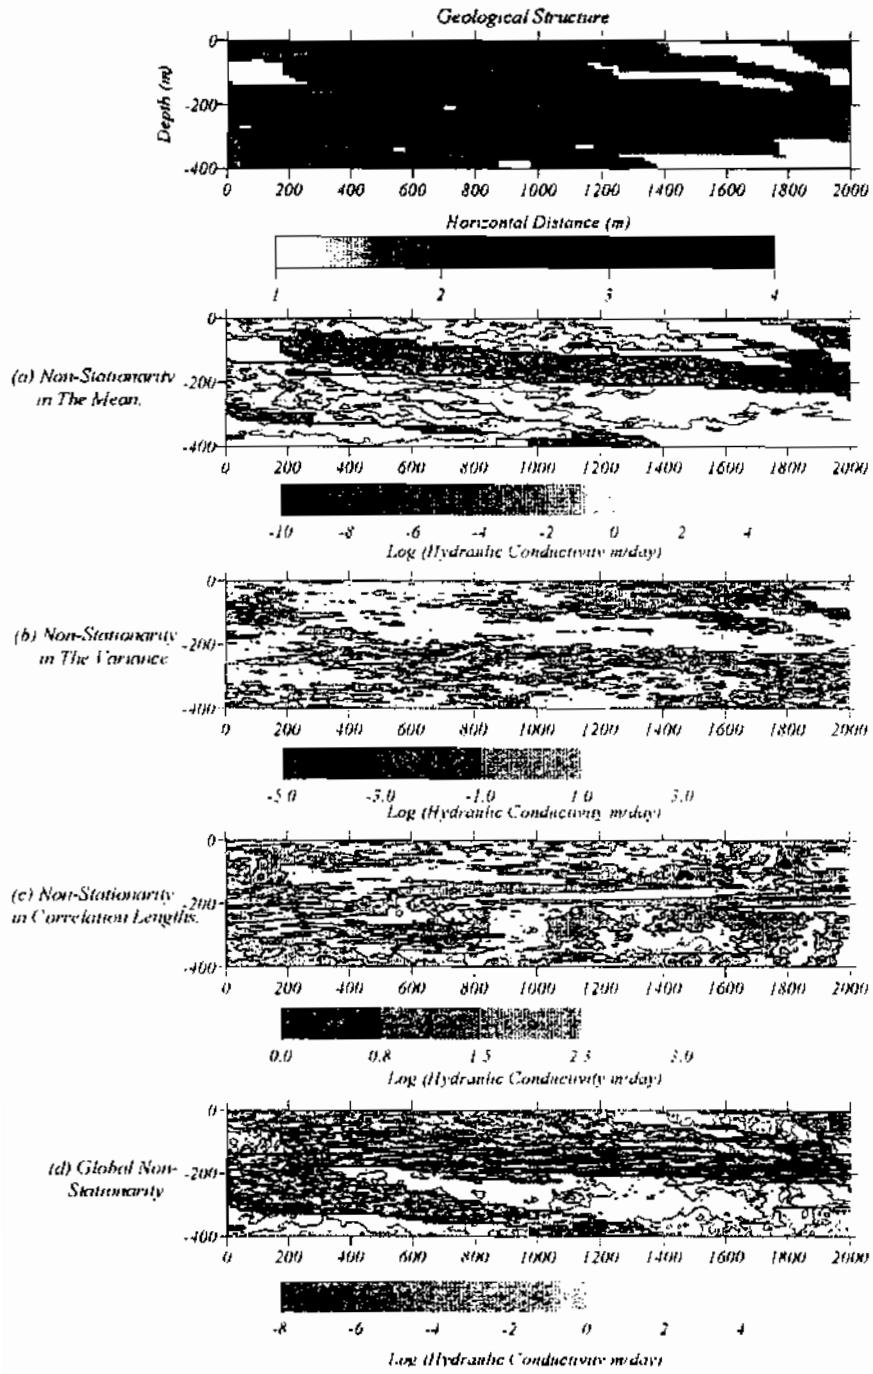 Geological Structure
Depth (m)
0
-200
-400
0 200 400 600 800 1000 1200 1400 1600 1800 2000
Horizontal Distance (m)
1 2 3 4
(a) Non-Stationarity
in The Mean.
0
-200
-400
0 200 400 600 800 1000 1200 1400 1600 1800 2000
-10 -8 -6 -4 -2 0 2 4
Log (Hydraulic Conductivity m/day)
(b) Non-Stationarity
in The Variance
0
-200
-400
0 200 400 600 800 1000 1200 1400 1600 1800 2000
-5.0 -3.0 -1.0 1.0 3.0
Log (Hydraulic Conductivity m/day)
(c) Non-Stationarity
in Correlation Lengths.
0
-200
-400
0 200 400 600 800 1000 1200 1400 1600 1800 2000
0.0 0.8 1.5 2.3 3.0
Log (Hydraulic Conductivity m/day)
(d) Global Non-
Stationarity
0
-200
-400
0 200 400 600 800 1000 1200 1400 1600 1800 2000
-8 -6 -4 -2 0 2 4
Log (Hydraulic Conductivity m/day)